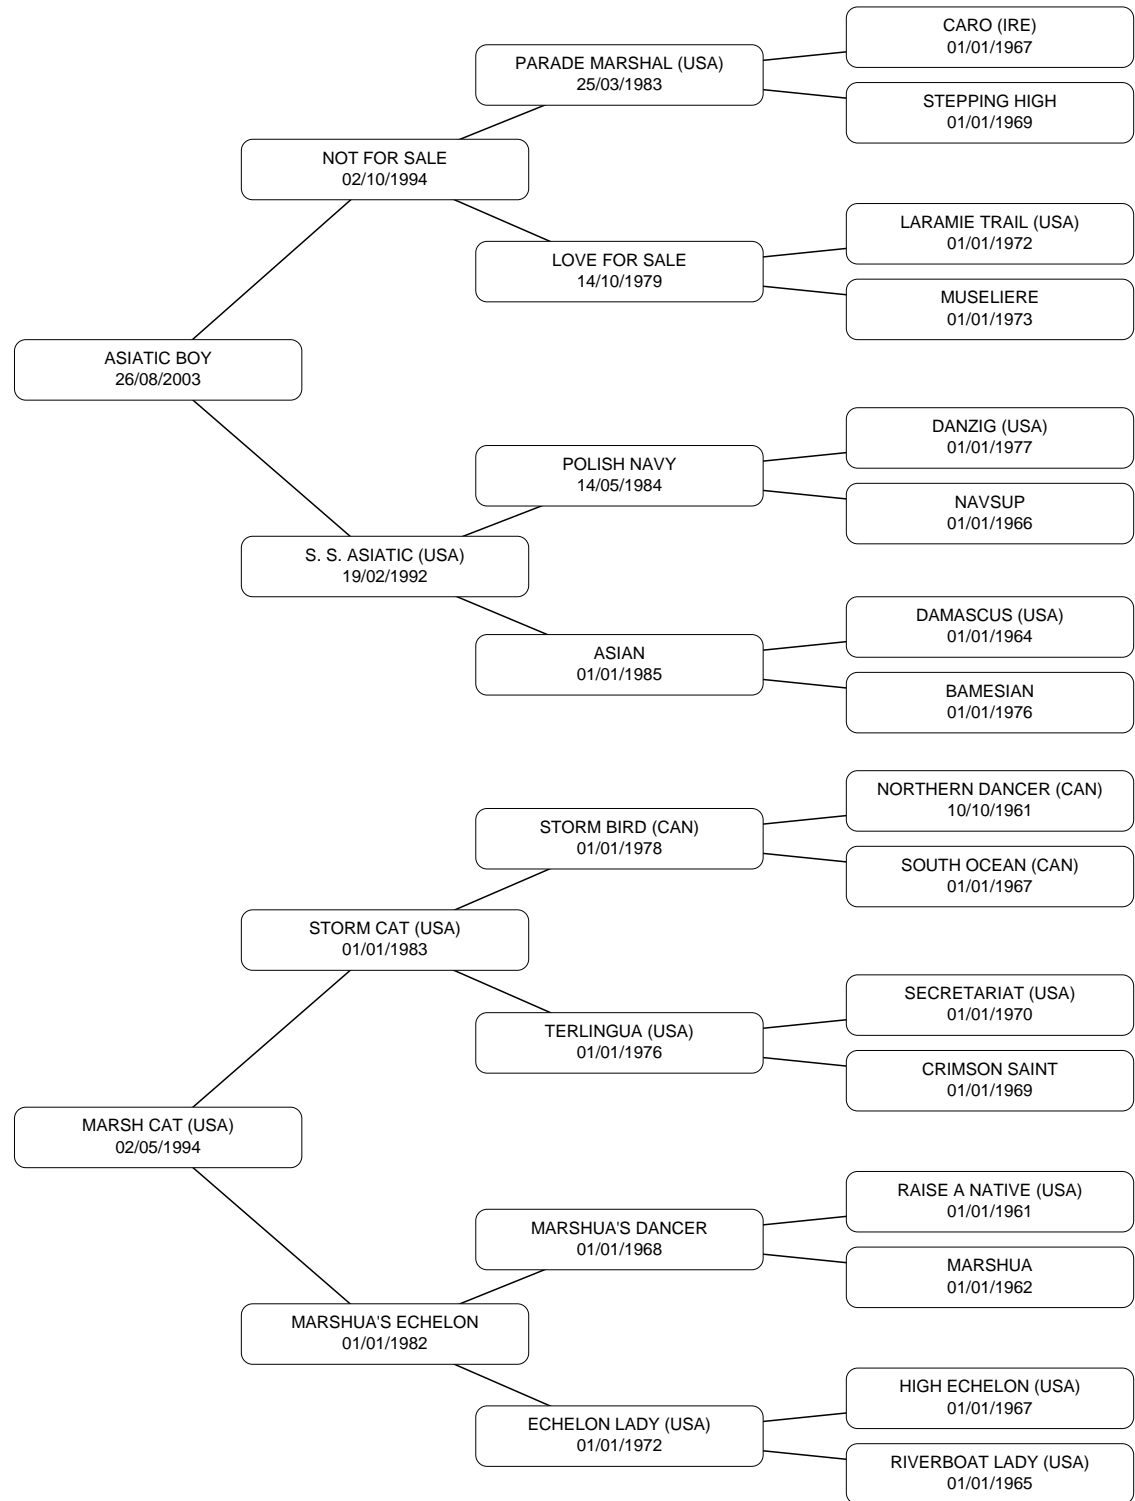 CARO (IRE)
01/01/1967
PARADE MARSHAL (USA)
25/03/1983
STEPPING HIGH
01/01/1969
NOT FOR SALE
02/10/1994
LARAMIE TRAIL (USA)
01/01/1972
LOVE FOR SALE
14/10/1979
MUSELIERE
01/01/1973
ASIATIC BOY
26/08/2003
DANZIG (USA)
01/01/1977
POLISH NAVY
14/05/1984
NAVSUP
01/01/1966
S. S. ASIATIC (USA)
19/02/1992
DAMASCUS (USA)
01/01/1964
ASIAN
01/01/1985
BAMESIAN
01/01/1976
NORTHERN DANCER (CAN)
10/10/1961
STORM BIRD (CAN)
01/01/1978
SOUTH OCEAN (CAN)
01/01/1967
STORM CAT (USA)
01/01/1983
SECRETARIAT (USA)
01/01/1970
TERLINGUA (USA)
01/01/1976
CRIMSON SAINT
01/01/1969
MARSH CAT (USA)
02/05/1994
RAISE A NATIVE (USA)
01/01/1961
MARSHUA'S DANCER
01/01/1968
MARSHUA
01/01/1962
MARSHUA'S ECHELON
01/01/1982
HIGH ECHELON (USA)
01/01/1967
ECHELON LADY (USA)
01/01/1972
RIVERBOAT LADY (USA)
01/01/1965